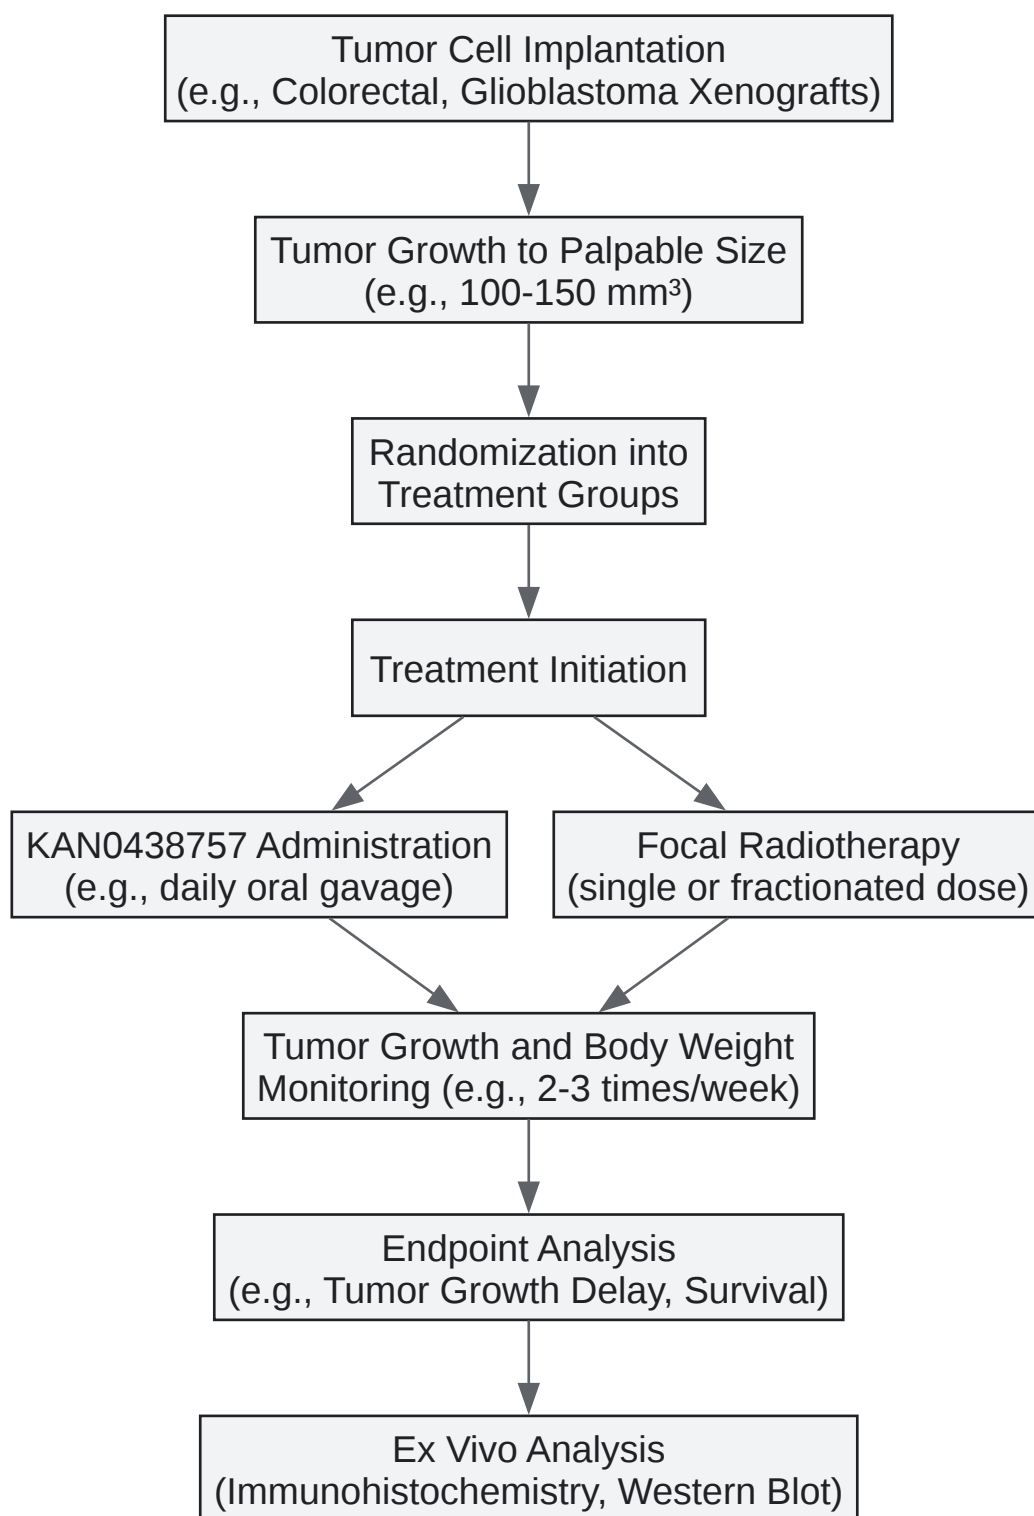 Tumor Cell Implantation
(e.g., Colorectal, Glioblastoma Xenografts)
Tumor Growth to Palpable Size
(e.g., 100-150 mm³)
Randomization into
Treatment Groups
Treatment Initiation
KAN0438757 Administration
(e.g., daily oral gavage)
Focal Radiotherapy
(single or fractionated dose)
Tumor Growth and Body Weight
Monitoring (e.g., 2-3 times/week)
Endpoint Analysis
(e.g., Tumor Growth Delay, Survival)
Ex Vivo Analysis
(Immunohistochemistry, Western Blot)